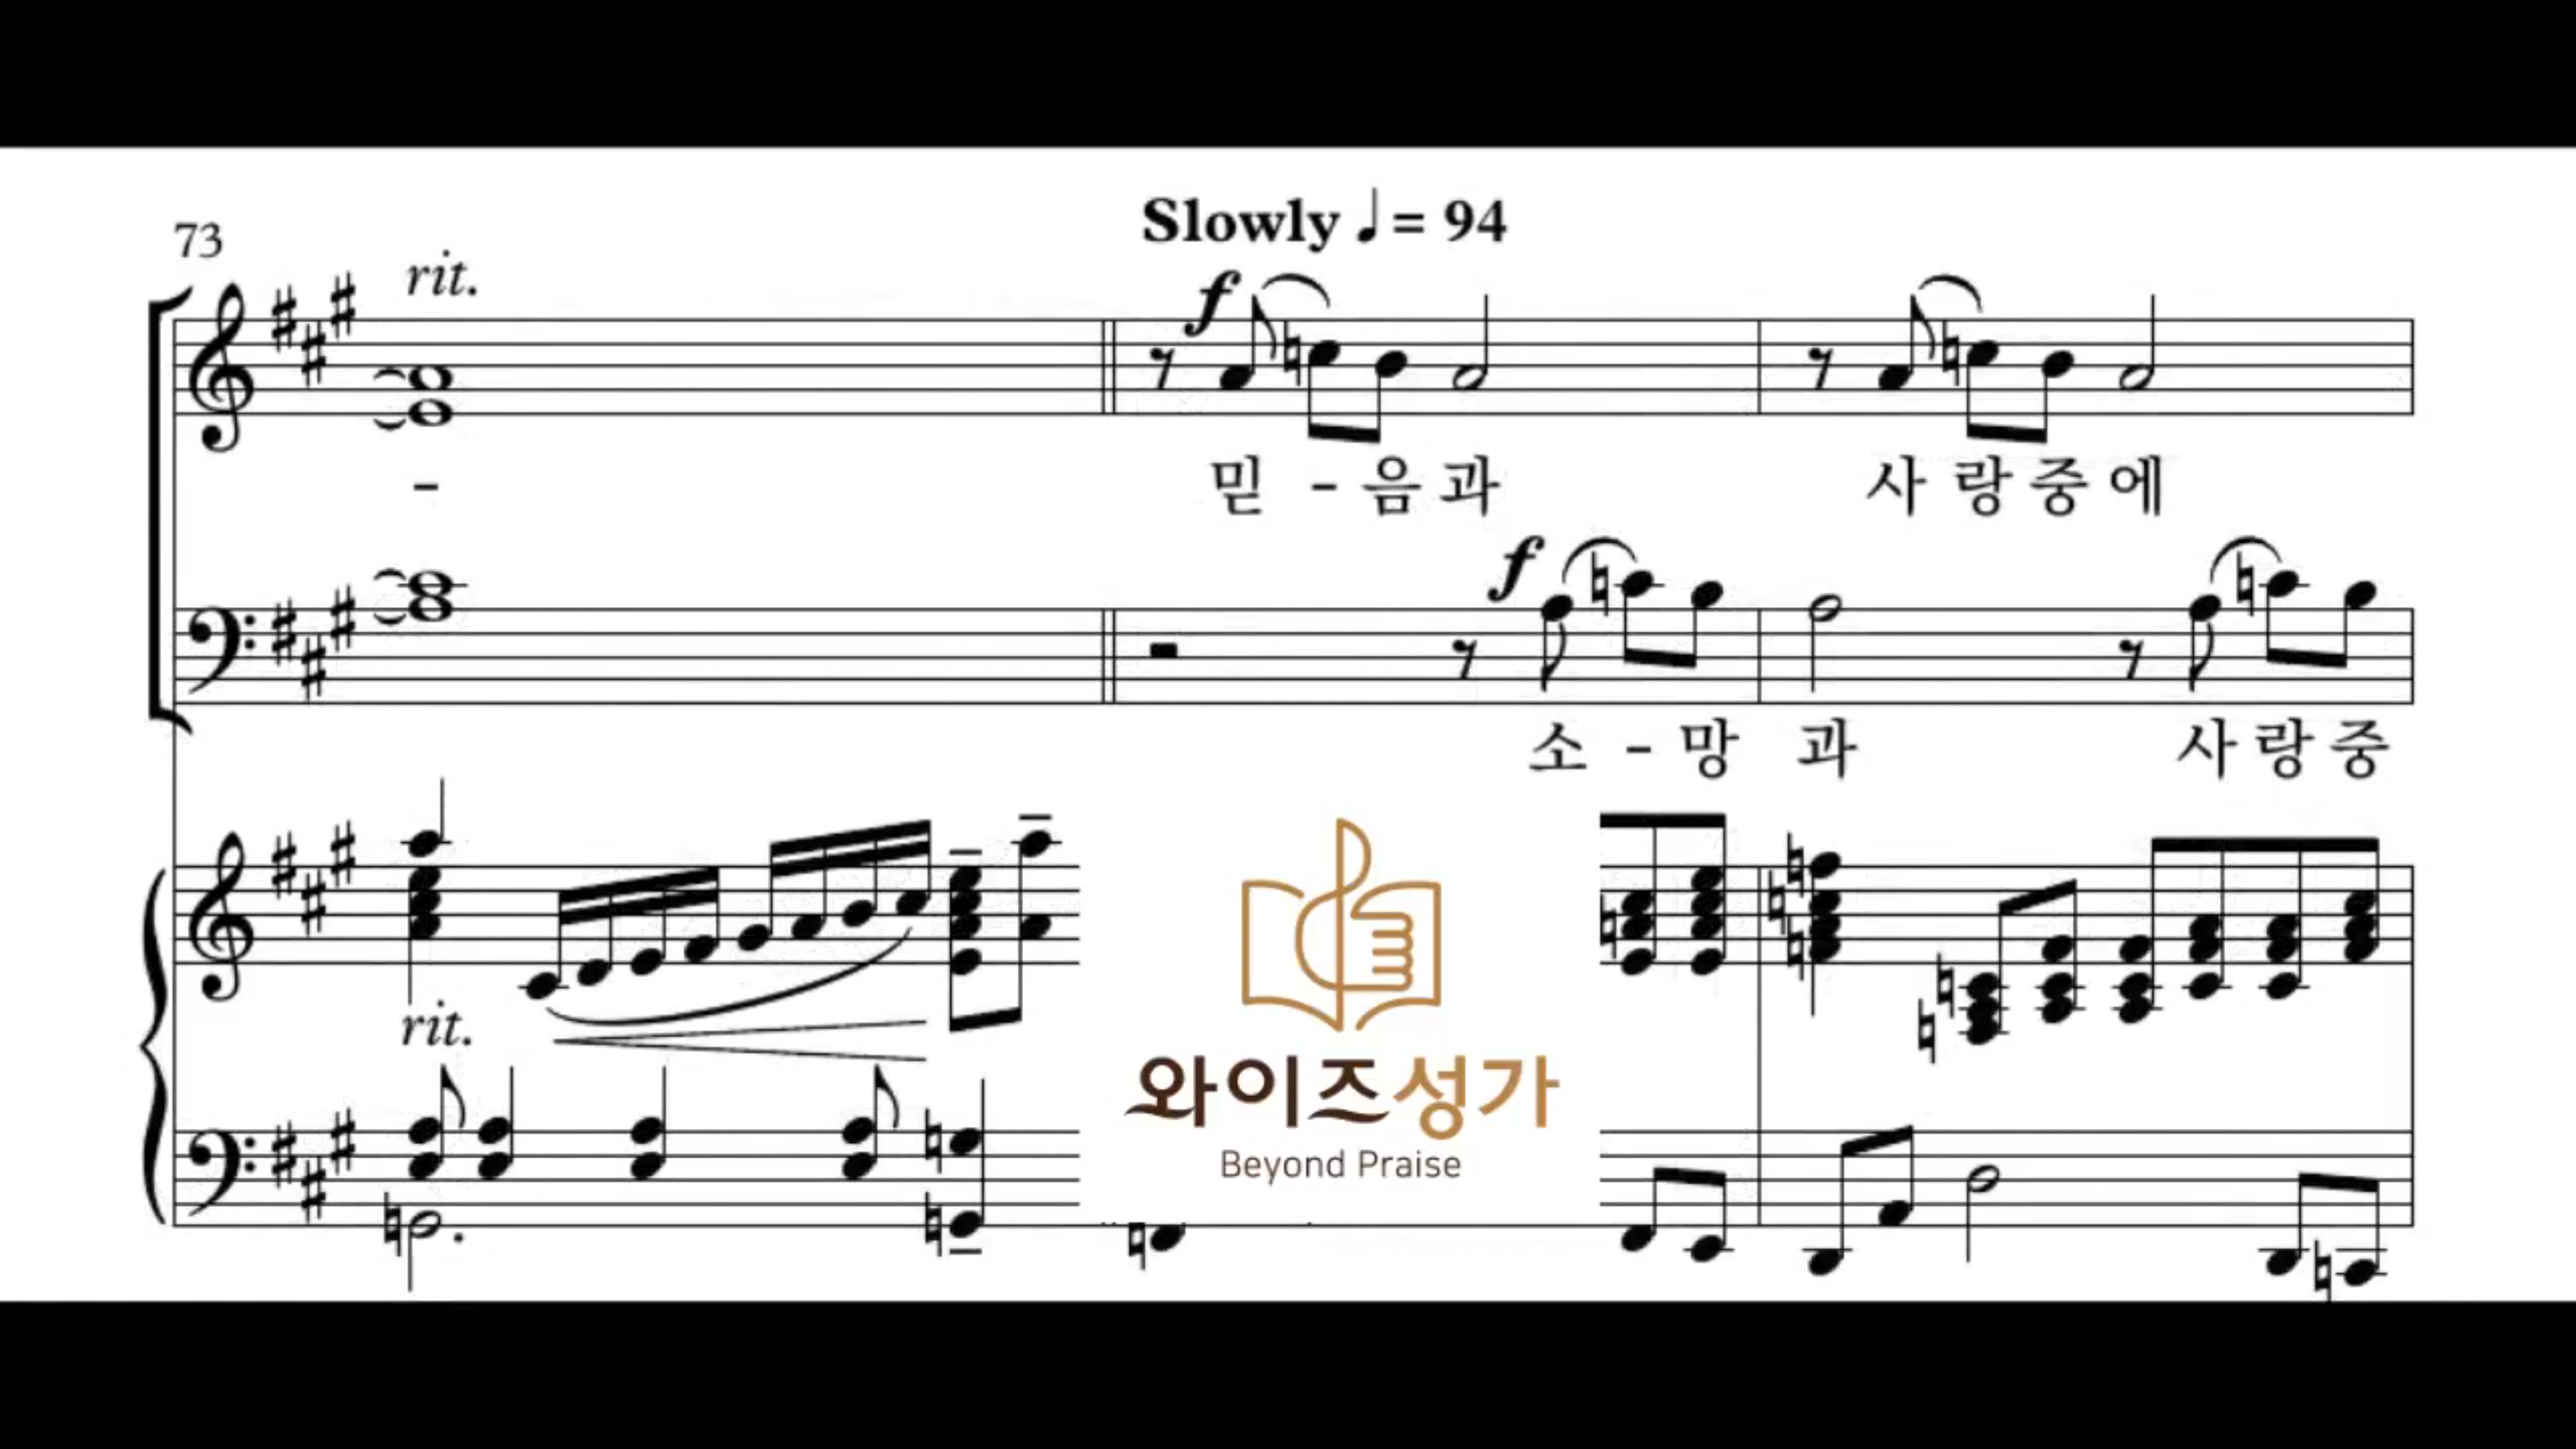 Slowly ♩= 94
73
rit.
f
믿 - 음과 사랑중에
-
f
소 - 망 과 사랑중
rit.
와이즈성가
Beyond Praise